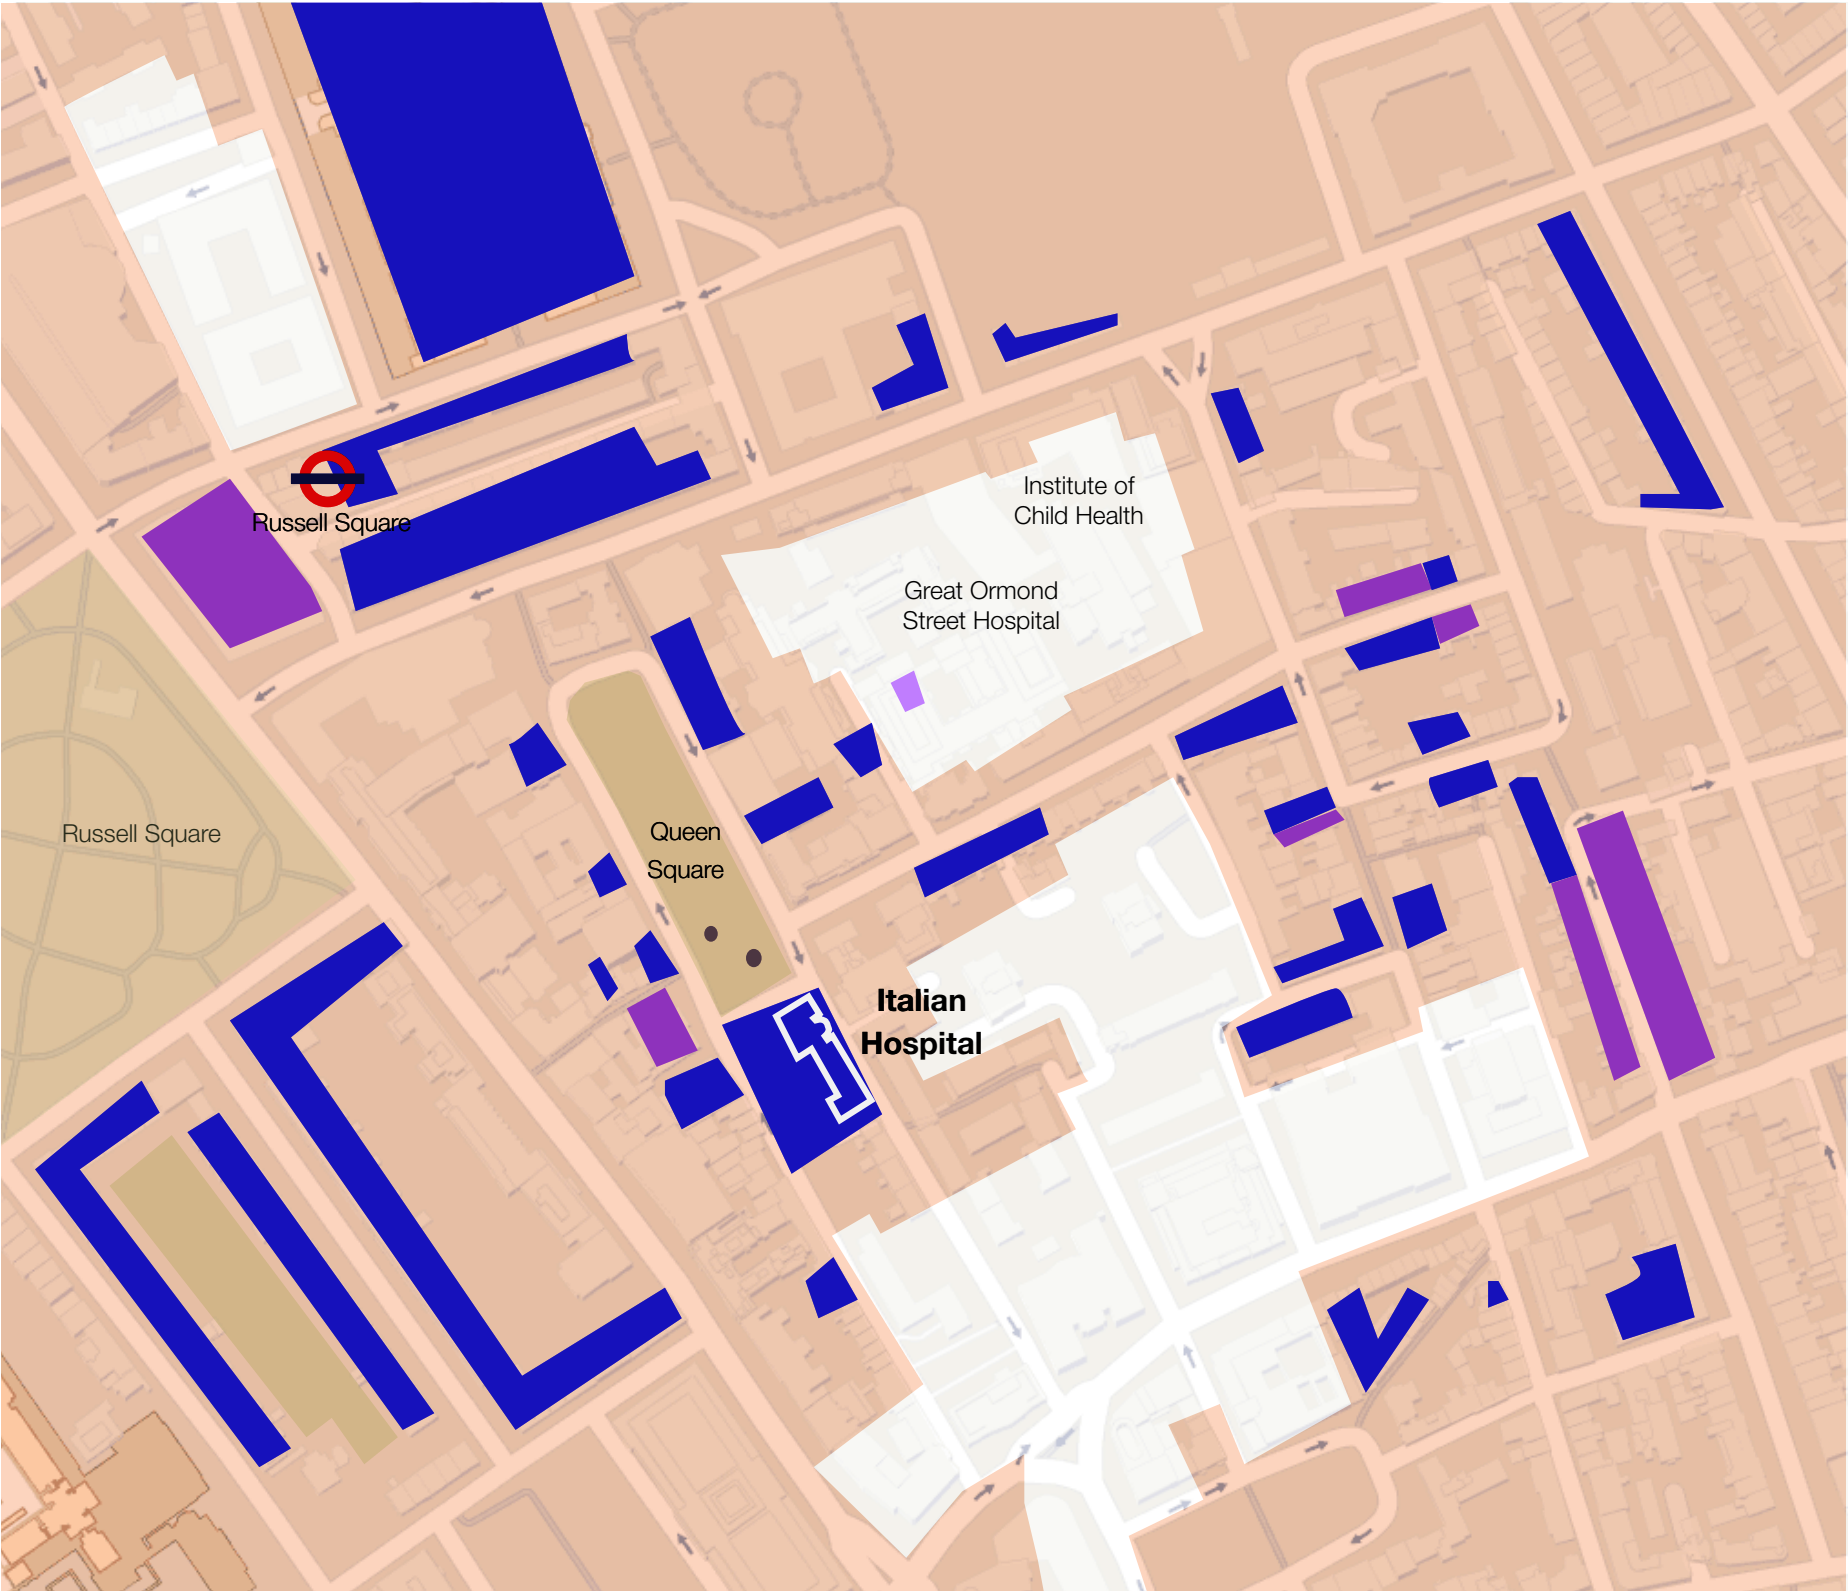 Institute of
Child Health
Russell Square
Great Ormond
Street Hospital
Russell Square
Queen
Square
Italian
Hospital